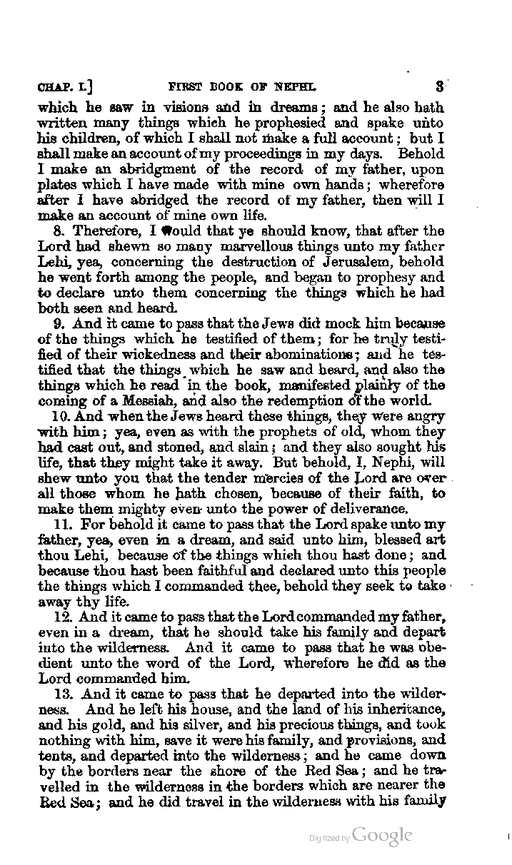 CHAP. I.] FIRST BOOK OF NEPHI. 3
which he saw in visions and in dreams; and he also hath
written many things which he prophesied and spake unto
his children, of which I shall not make a full account; but I
shall make an account of my proceedings in my days. Behold
I make an abridgment of the record of my father, upon
plates which I have made with mine own hands; wherefore
after I have abridged the record of my father, then will I
make an account of mine own life.
8. Therefore, I would that ye should know, that after the
Lord had shewn so many marvellous things unto my father
Lehi, yea, concerning the destruction of Jerusalem, behold
he went forth among the people, and began to prophesy and
to declare unto them concerning the things which he had
both seen and heard.
9. And it came to pass that the Jews did mock him because
of the things which he testified of them; for he truly testi-
fied of their wickedness and their abominations; and he tes-
tified that the things which he saw and heard, and also the
things which he read in the book, manifested plainly of the
coming of a Messiah, and also the redemption of the world.
10. And when the Jews heard these things, they were angry
with him; yea, even as with the prophets of old, whom they
had cast out, and stoned, and slain; and they also sought his
life, that they might take it away. But behold, I, Nephi, will
shew unto you that the tender mercies of the Lord are over
all those whom he hath chosen, because of their faith, to
make them mighty even unto the power of deliverance.
11. For behold it came to pass that the Lord spake unto my
father, yea, even in a dream, and said unto him, blessed art
thou Lehi, because of the things which thou hast done; and
because thou hast been faithful and declared unto this people
the things which I commanded thee, behold they seek to take
away thy life.
12. And it came to pass that the Lord commanded my father,
even in a dream, that he should take his family and depart
into the wilderness. And it came to pass that he was obe-
dient unto the word of the Lord, wherefore he did as the
Lord commanded him.
13. And it came to pass that he departed into the wilder-
ness. And he left his house, and the land of his inheritance,
and his gold, and his silver, and his precious things, and took
nothing with him, save it were his family, and provisions, and
tents, and departed into the wilderness; and he came down
by the borders near the shore of the Red Sea; and he tra-
velled in the wilderness in the borders which are nearer the
Red Sea; and he did travel in the wilderness with his family
Digitized by Google